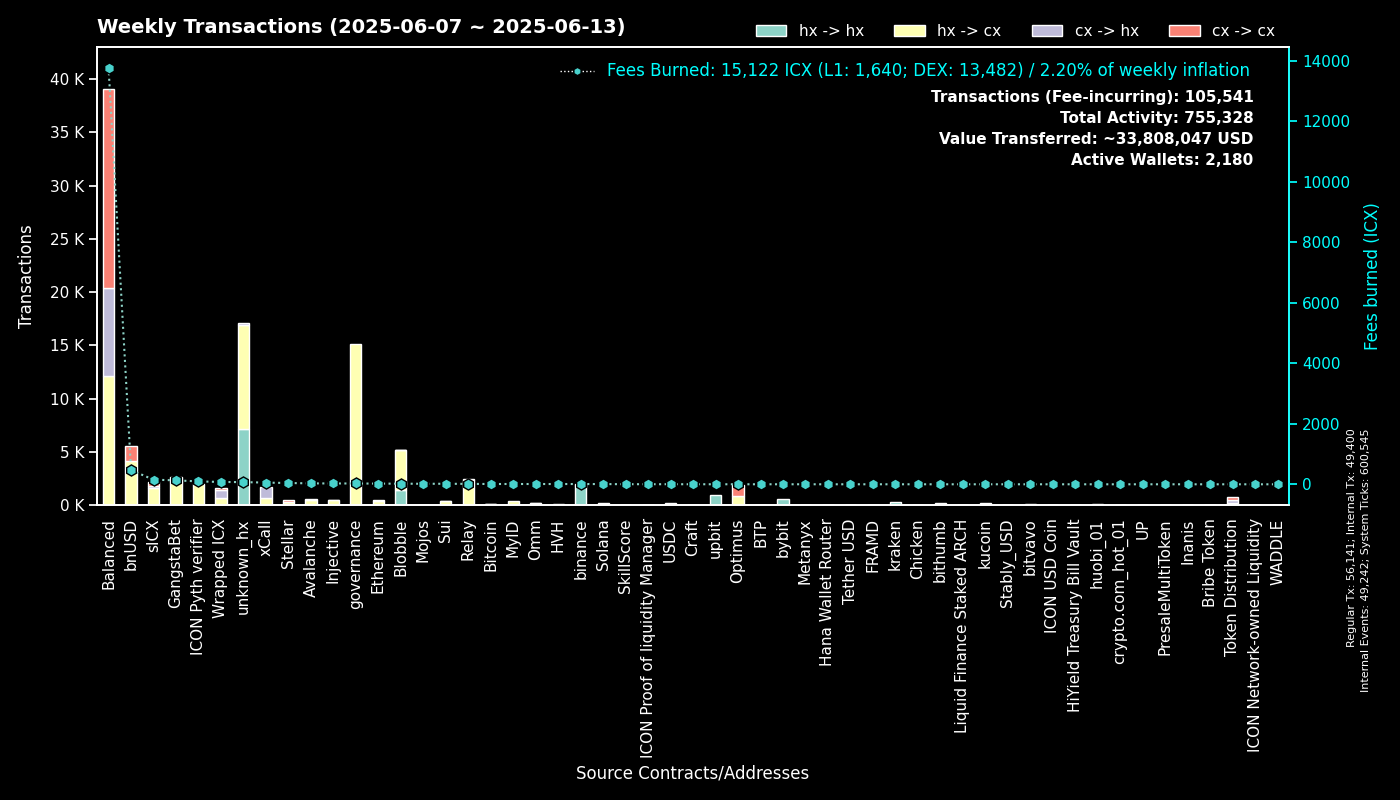 Weekly Transactions (2025-06-07 ~ 2025-06-13)
hx -> hx
hx -> cx
cx -> hx
cx -> cx
Fees Burned: 15,122 ICX (L1: 1,640; DEX: 13,482) / 2.20% of weekly inflation
Transactions (Fee-incurring): 105,541
Total Activity: 755,328
Value Transferred: ~33,808,047 USD
Active Wallets: 2,180
Transactions
40 K
35 K
30 K
25 K
20 K
15 K
10 K
5 K
0 K
14000
12000
10000
8000
6000
4000
2000
0
Fees burned (ICX)
Regular Tx: 56,141; Internal Tx: 49,400
Internal Events: 49,242; System Ticks: 600,545
Balanced
bnUSD
sICX
GangstaBet
ICON Pyth verifier
Wrapped ICX
unknown_hx
xCall
Stellar
Avalanche
Injective
governance
Ethereum
Blobble
Mojos
Sui
Relay
Bitcoin
MyID
Omm
HVH
binance
Solana
SkillScore
ICON Proof of liquidity Manager
USDC
Craft
upbit
Optimus
BTP
bybit
Metanyx
Hana Wallet Router
Tether USD
FRAMD
kraken
Chicken
bithumb
Liquid Finance Staked ARCH
kucoin
Stably_USD
bitvavo
ICON USD Coin
HiYield Treasury Bill Vault
huobi_01
crypto.com_hot_01
UP
PresaleMultiToken
Inanis
Bribe Token
Token Distribution
ICON Network-owned Liquidity
WADDLE
Source Contracts/Addresses